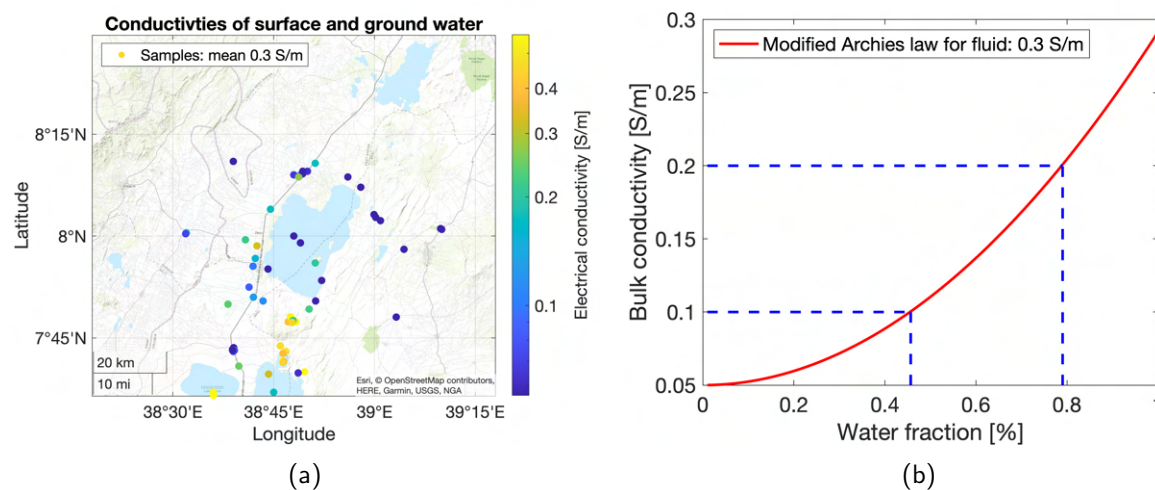 Conductivties of surface and ground water
Samples: mean 0.3 S/m
8°15'N
8°N
7°45'N
Latitude
20 km
10 mi
Esri, © OpenStreetMap contributors,
HERE, Garmin, USGS, NGA
38°30'E 38°45'E 39°E 39°15'E
Longitude
0.4
0.3
0.2
0.1
Electrical conductivity [S/m]
(a)
Modified Archies law for fluid: 0.3 S/m
0.3
0.25
0.2
0.15
0.1
0.05
Bulk conductivity [S/m]
0 0.2 0.4 0.6 0.8
Water fraction [%]
(b)